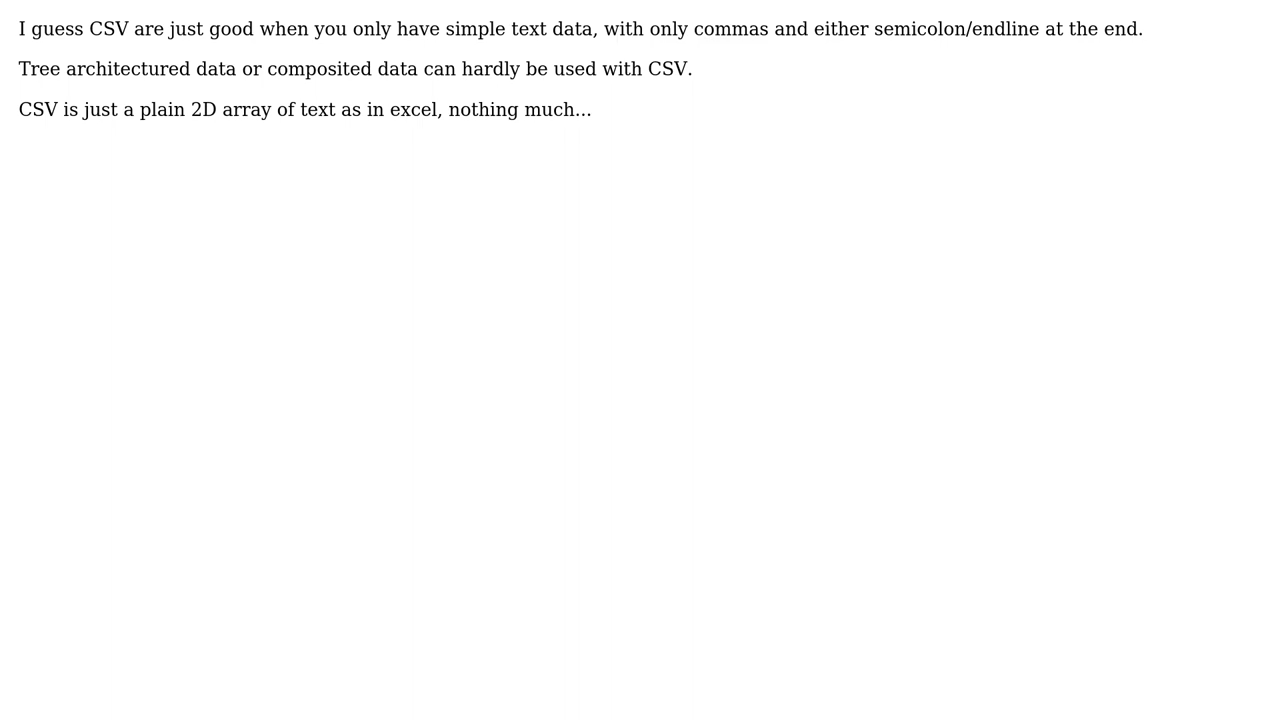 I guess CSV are just good when you only have simple text data, with only commas and either semicolon/endline at the end.
Tree architectured data or composited data can hardly be used with CSV.
CSV is just a plain 2D array of text as in excel, nothing much...